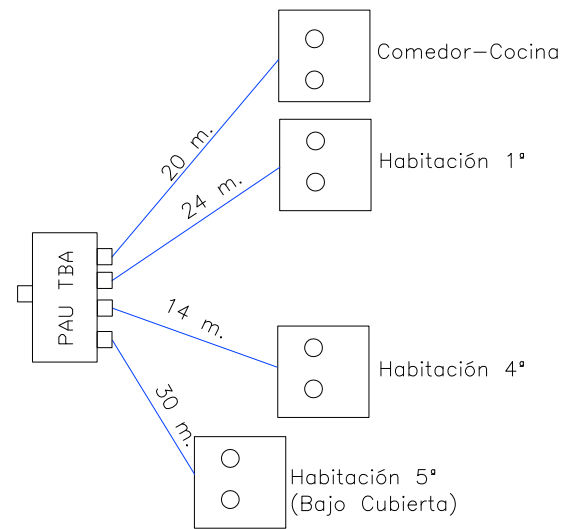 Comedor-Cocina
20 m.
Habitación 1ª
24 m.
PAU TBA
14 m.
Habitación 4ª
30 m.
Habitación 5ª
(Bajo Cubierta)